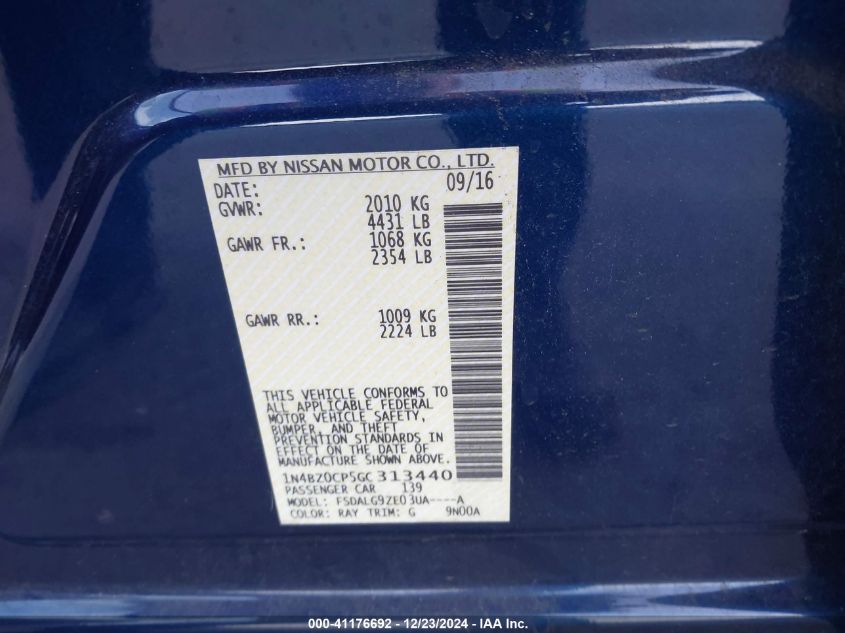 MFD BY NISSAN MOTOR CO., LTD.
DATE: 09/16
GVWR: 2010 KG
4431 LB
GAWR FR.: 1068 KG
2354 LB
GAWR RR.: 1009 KG
2224 LB
THIS VEHICLE CONFORMS TO
ALL APPLICABLE FEDERAL
MOTOR VEHICLE SAFETY,
BUMPER, AND THEFT
PREVENTION STANDARDS IN
EFFECT ON THE DATE OF
MANUFACTURE SHOWN ABOVE.
1N4BZ0CP5GC313440
PASSENGER CAR 139
MODEL: FSDALG9ZE03UA----A
COLOR: RAY TRIM: G 9N00A
000-41176692 - 12/23/2024 - IAA Inc.